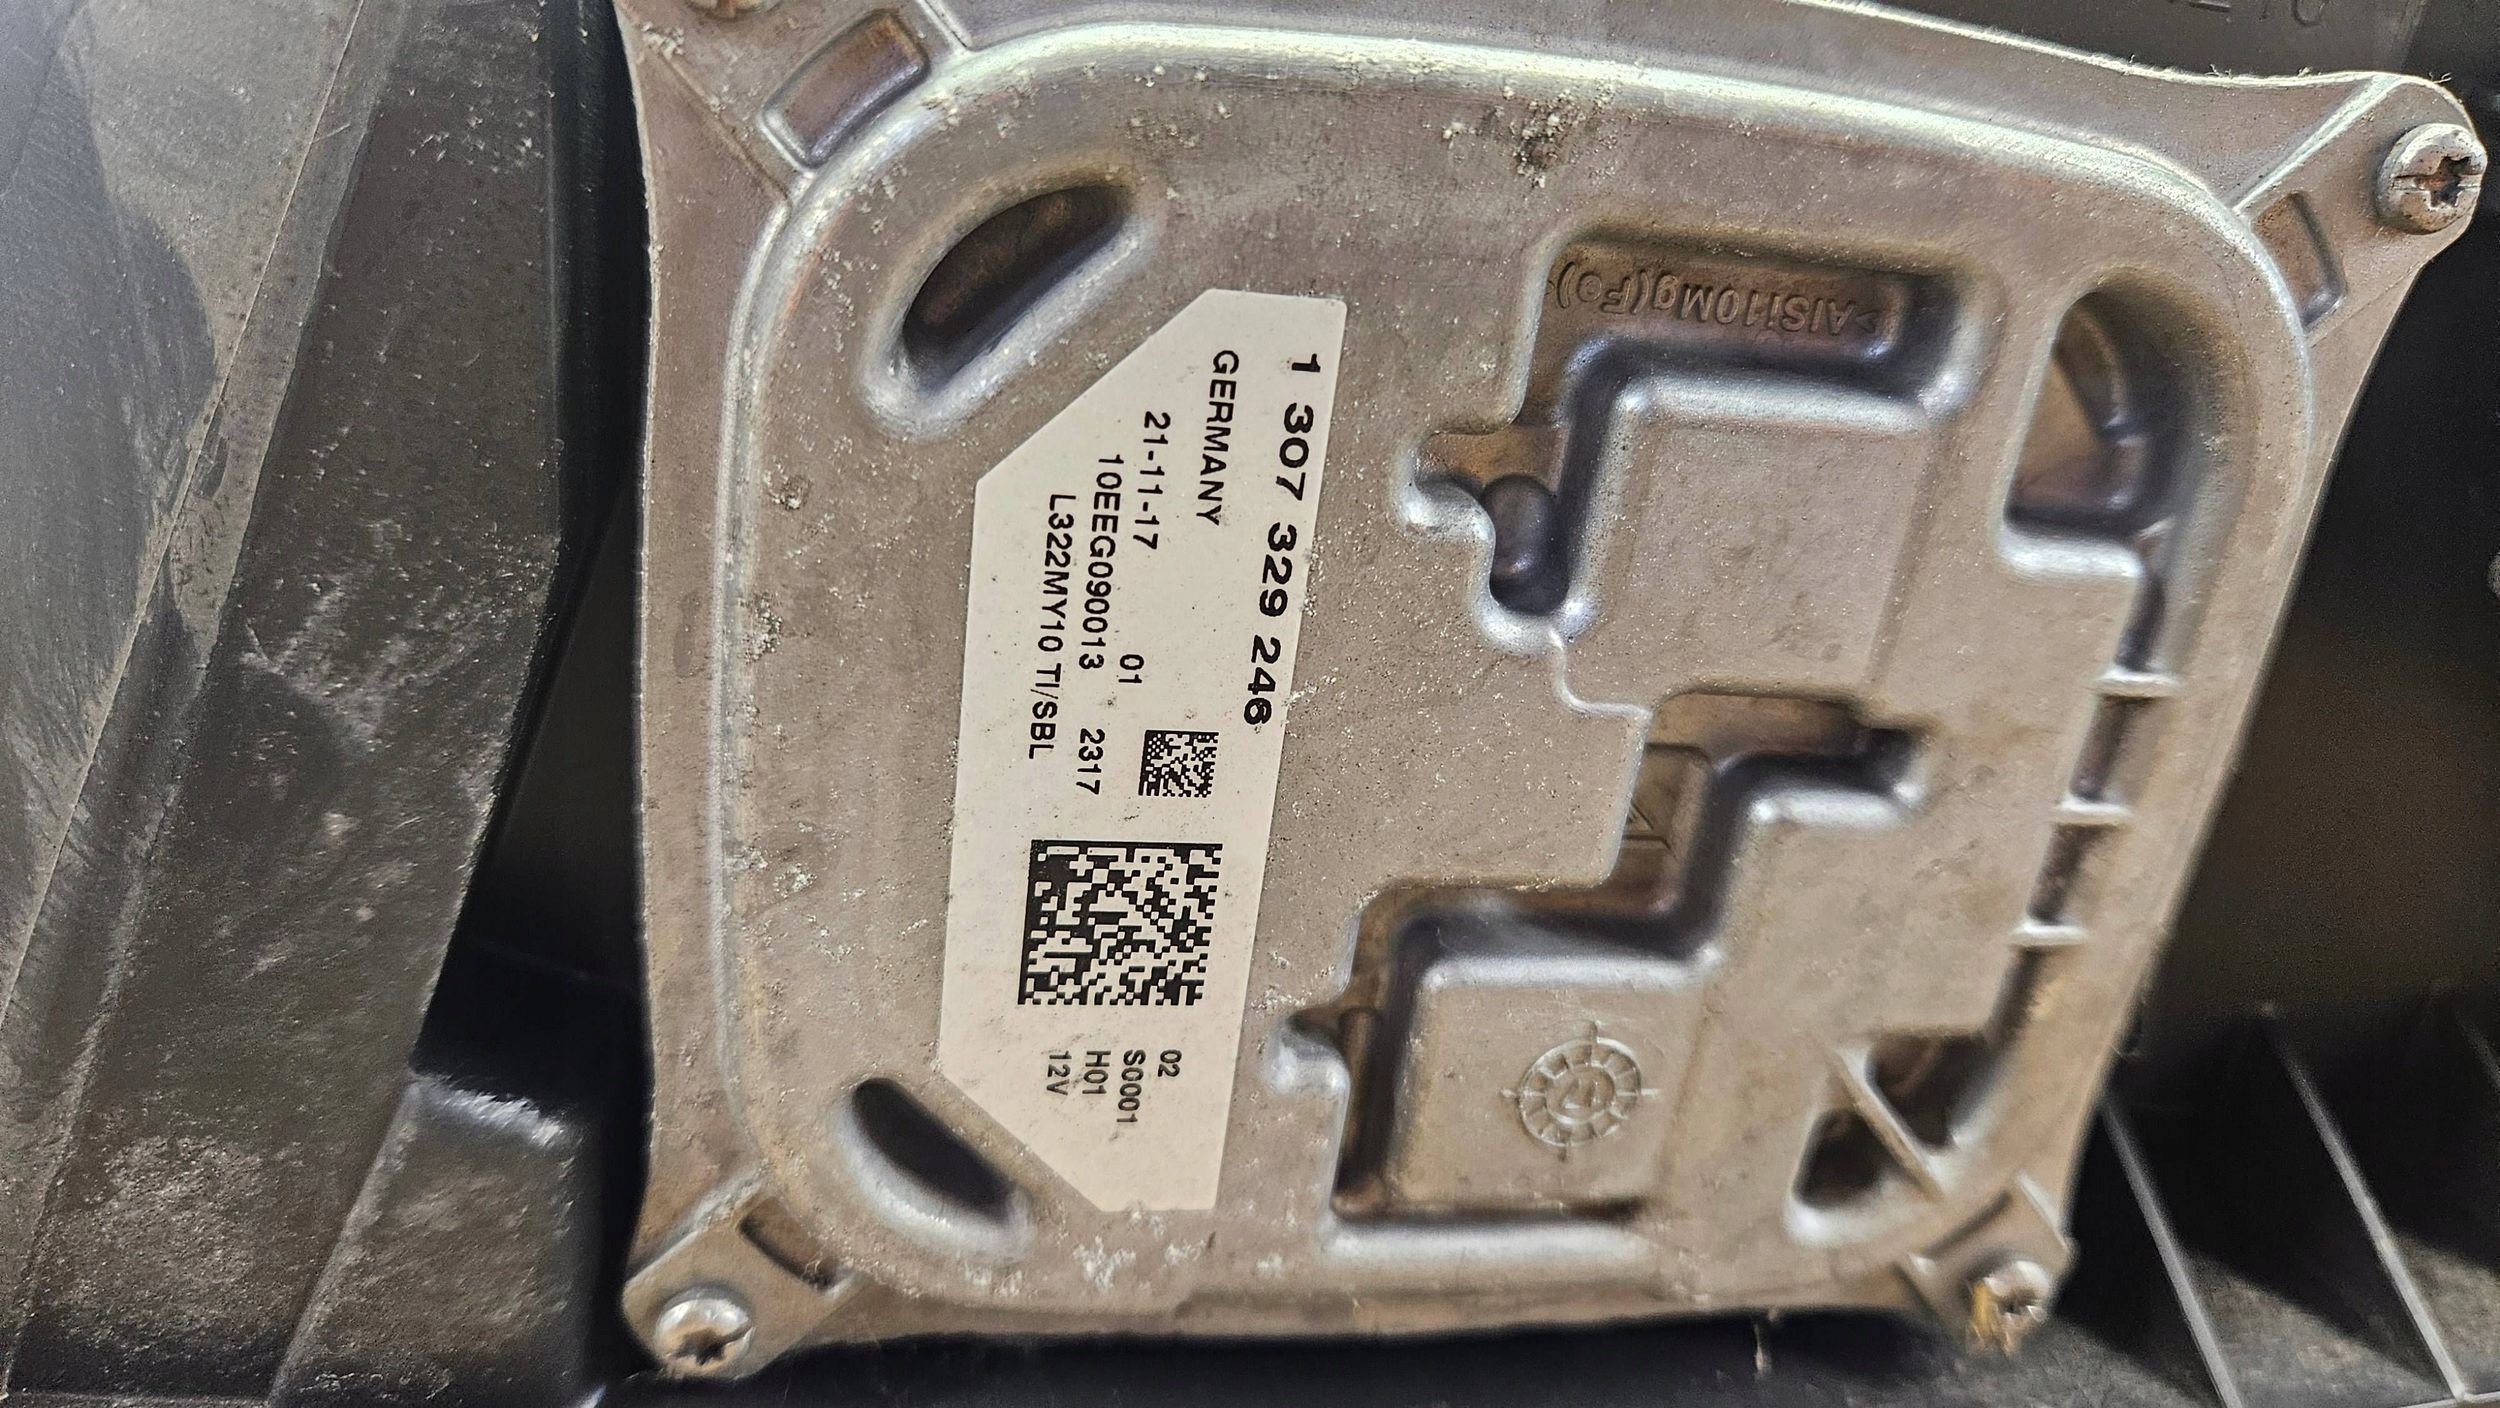 1 307 329 246
GERMANY
21-11-17 01
10EEG090013 2317
L322MY10 TI/SBL
02
S0001
H01
12V
>AlSi10Mg(Fe)<